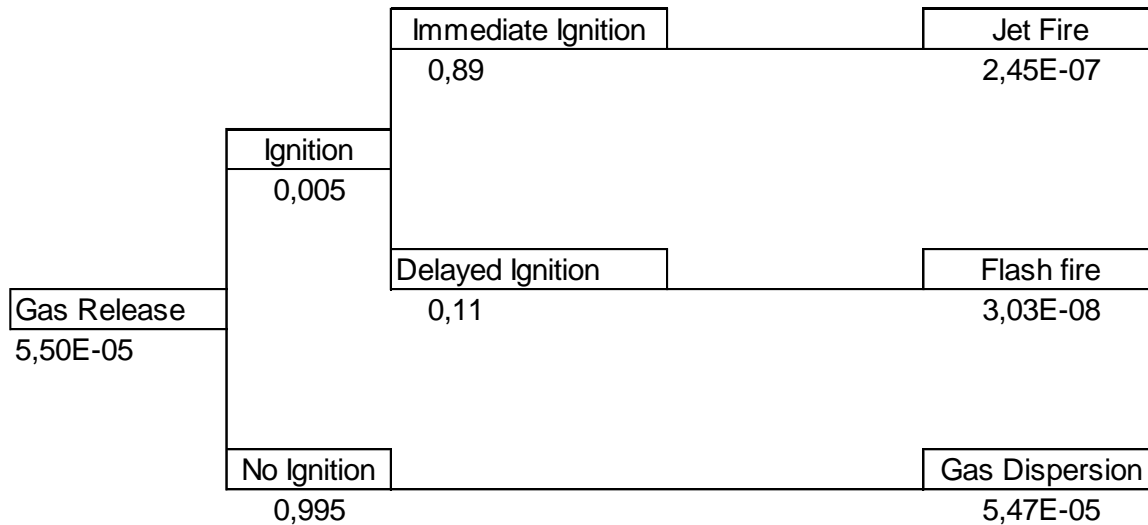 Immediate Ignition
Jet Fire
0,89
2,45E-07
Ignition
0,005
Delayed Ignition
Flash fire
0,11
3,03E-08
Gas Release
5,50E-05
No Ignition
Gas Dispersion
0,995
5,47E-05